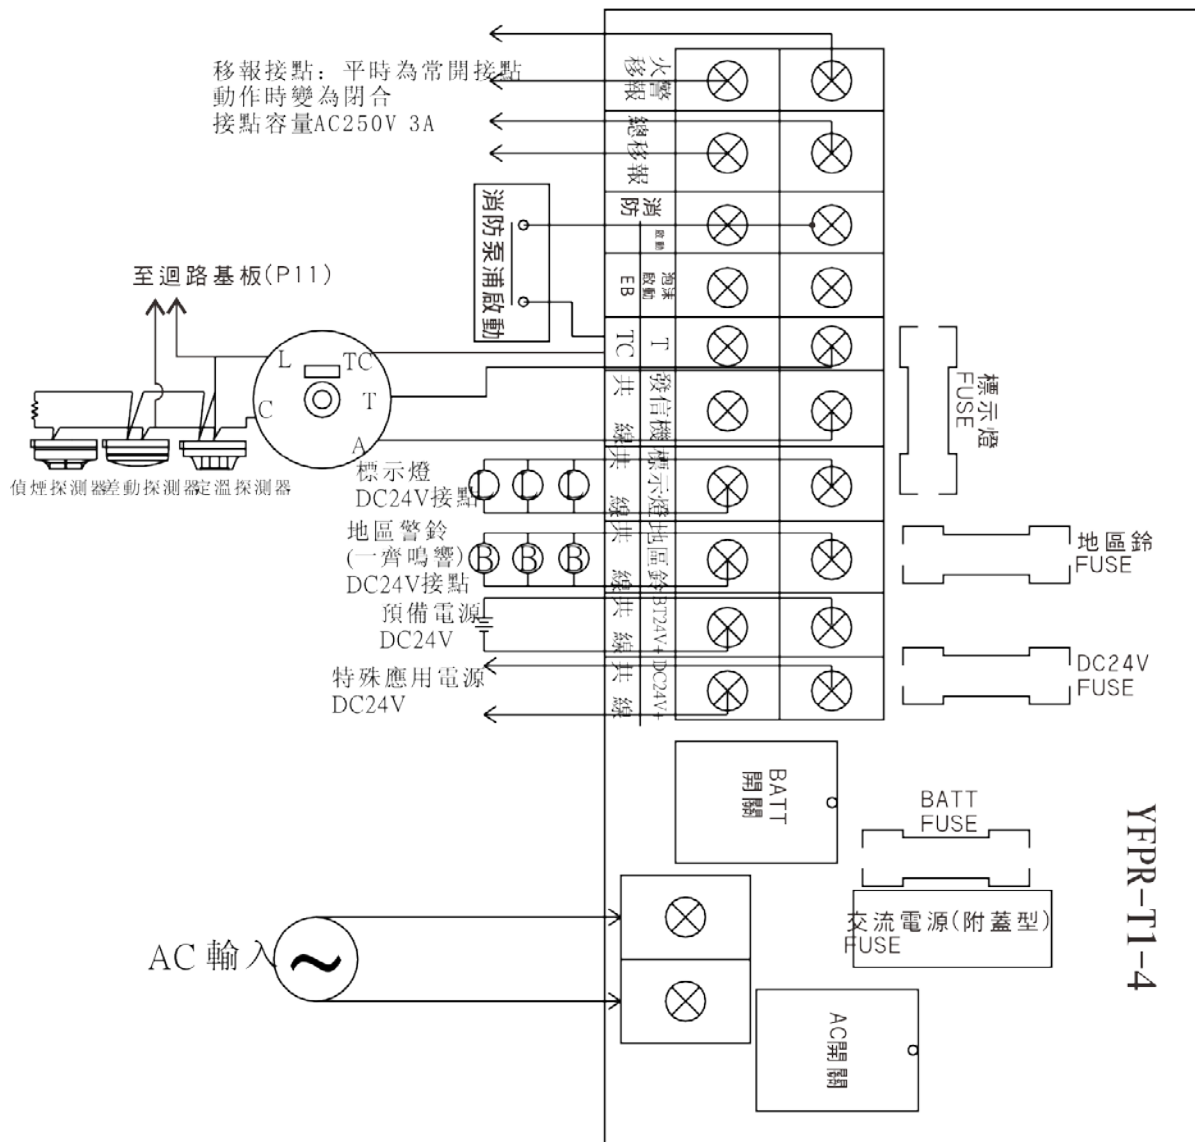 移報接點: 平時為常開接點
動作時變為閉合
接點容量AC250V 3A
火警
移報
總移報
消防
啟動
泡沫
啟動
EB
T
TC
發信機
共線
標示燈
共線
地區鈴
共線
BT24V+
共線
DC24V+
共線
消防泵浦啟動
至迴路基板(P11)
L
TC
C
T
A
偵煙探測器
差動探測器
定溫探測器
標示燈
DC24V接點
地區警鈴
(一齊鳴響)
DC24V接點
B
B
B
預備電源
DC24V
特殊應用電源
DC24V
標示燈
FUSE
地區鈴
FUSE
DC24V
FUSE
BATT
開關
BATT
FUSE
交流電源(附蓋型)
FUSE
AC開關
AC 輸入
YFPR-T1-4